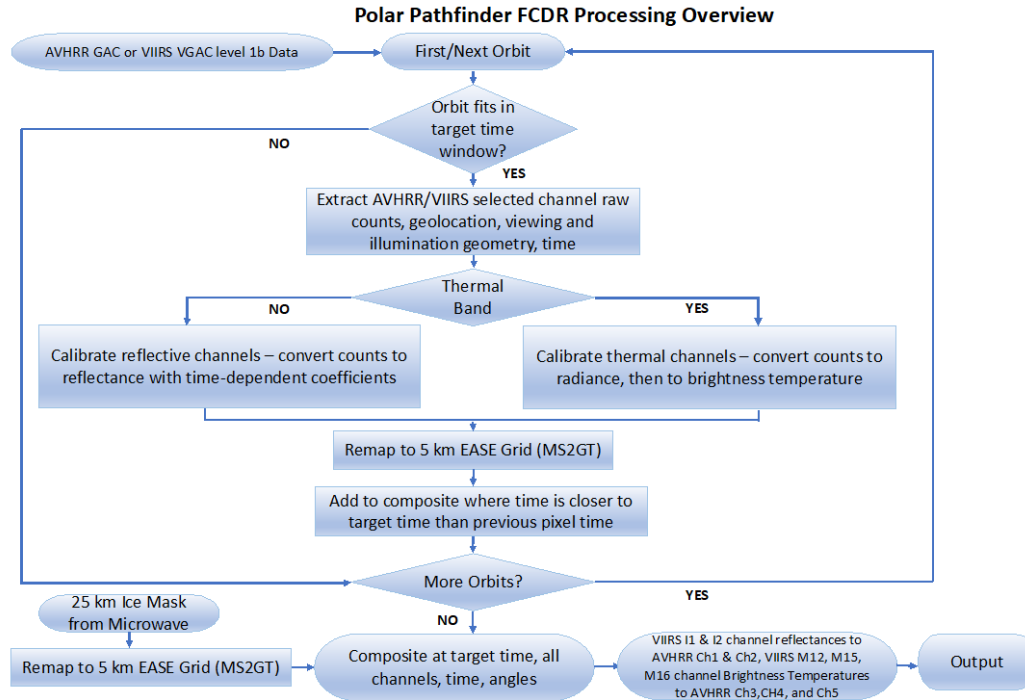 Polar Pathfinder FCDR Processing Overview
AVHRR GAC or VIIRS VGAC level 1b Data
First/Next Orbit
Orbit fits in
target time
window?
NO
YES
Extract AVHRR/VIIRS selected channel raw
counts, geolocation, viewing and
illumination geometry, time
Thermal
Band
NO
YES
Calibrate reflective channels – convert counts to
reflectance with time-dependent coefficients
Calibrate thermal channels – convert counts to
radiance, then to brightness temperature
Remap to 5 km EASE Grid (MS2GT)
Add to composite where time is closer to
target time than previous pixel time
More Orbits?
YES
NO
25 km Ice Mask
from Microwave
Remap to 5 km EASE Grid (MS2GT)
Composite at target time, all
channels, time, angles
VIIRS I1 & I2 channel reflectances to
AVHRR Ch1 & Ch2, VIIRS M12, M15,
M16 channel Brightness Temperatures
to AVHRR Ch3,CH4, and Ch5
Output